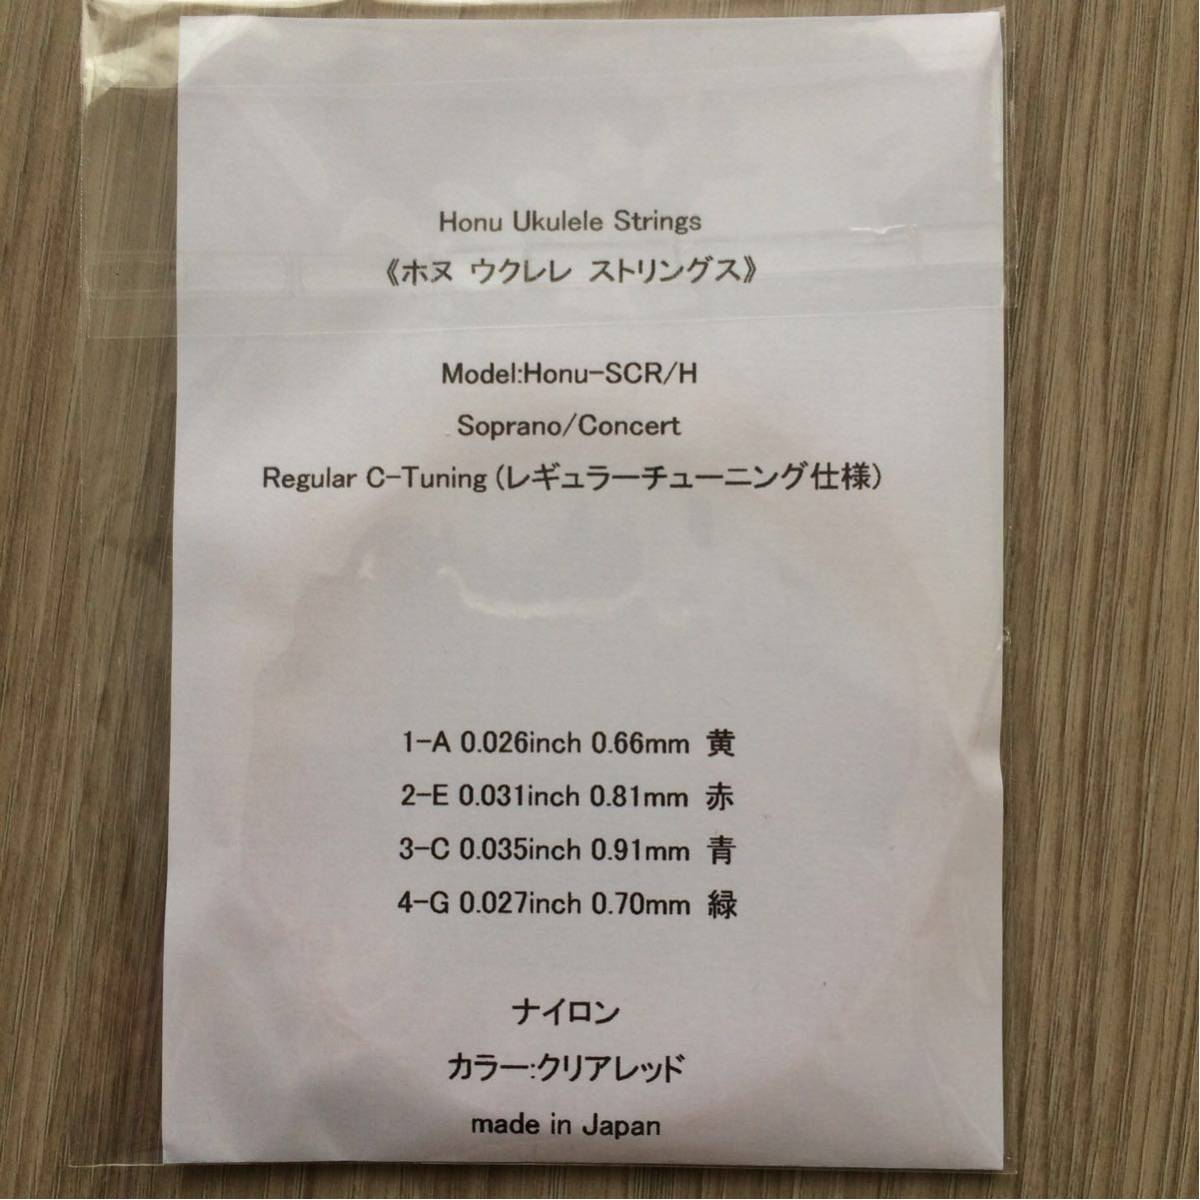 Honu Ukulele Strings
《ホヌ ウクレレ ストリングス》
Model:Honu-SCR/H
Soprano/Concert
Regular C-Tuning (レギュラーチューニング仕様)
1-A 0.026inch 0.66mm 黄
2-E 0.031inch 0.81mm 赤
3-C 0.035inch 0.91mm 青
4-G 0.027inch 0.70mm 緑
ナイロン
カラー:クリアレッド
made in Japan